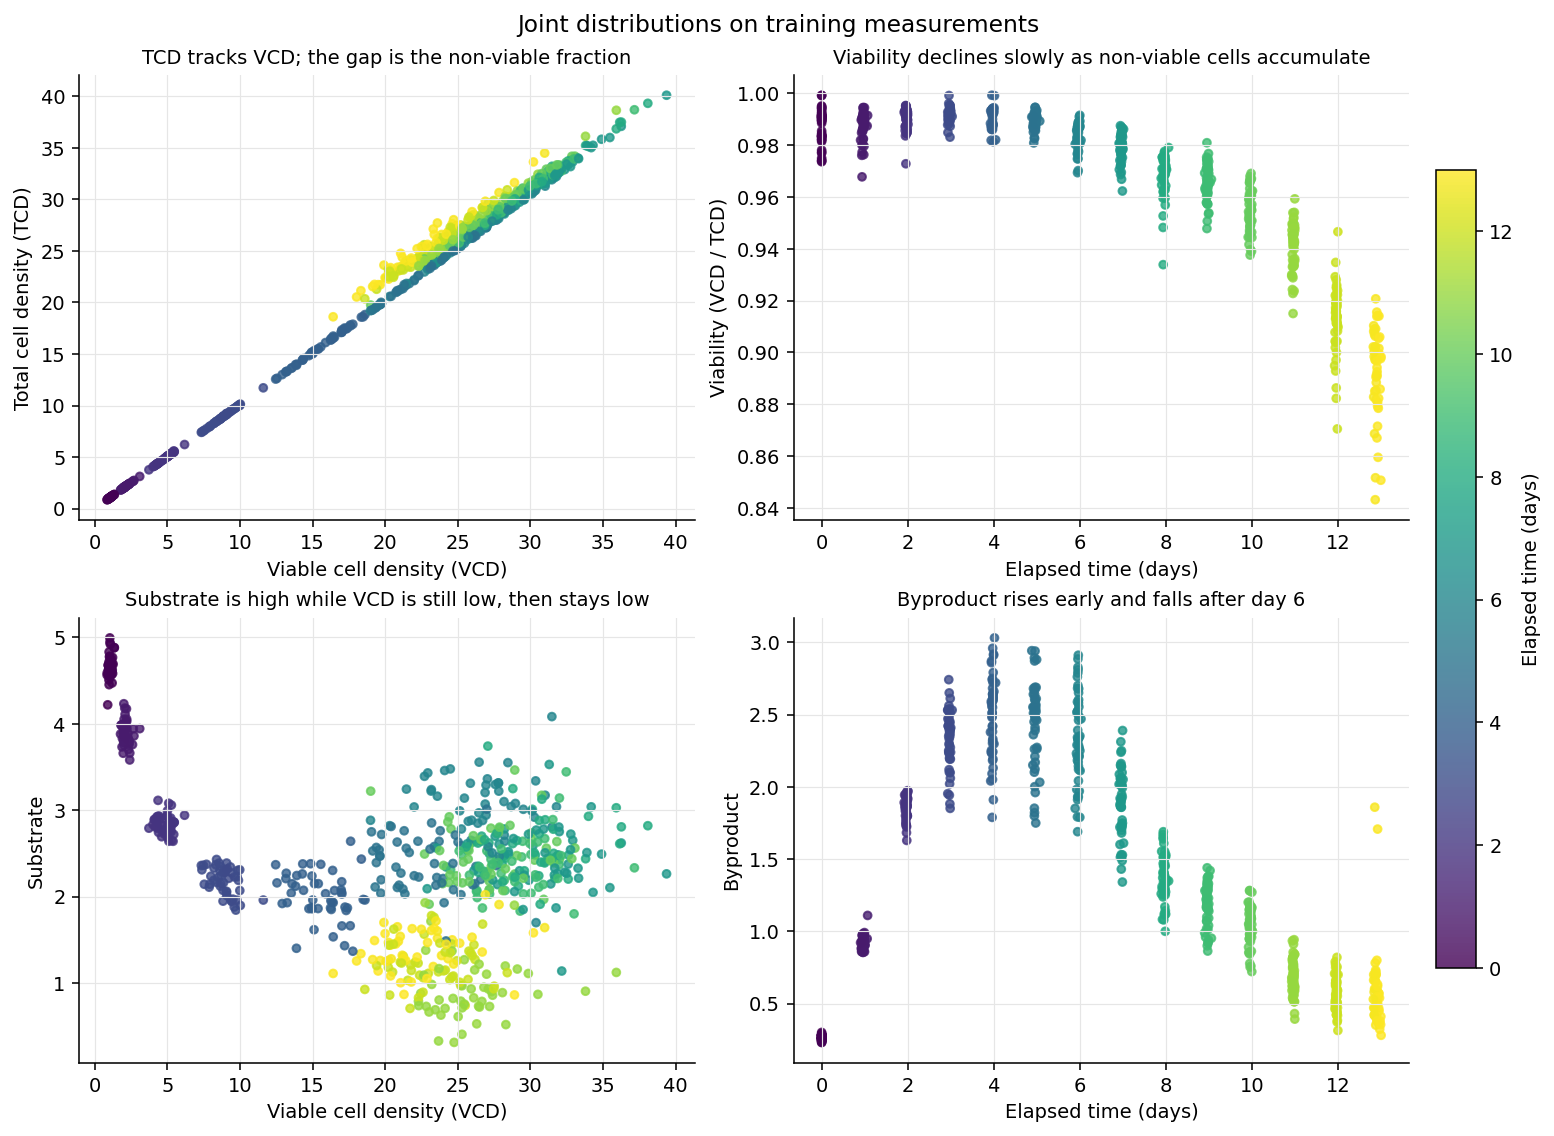 Joint distributions on training measurements
TCD tracks VCD; the gap is the non-viable fraction
Total cell density (TCD)
40
35
30
25
20
15
10
5
0
0 5 10 15 20 25 30 35 40
Viable cell density (VCD)
Viability declines slowly as non-viable cells accumulate
Viability (VCD / TCD)
1.00
0.98
0.96
0.94
0.92
0.90
0.88
0.86
0.84
0 2 4 6 8 10 12
Elapsed time (days)
Substrate is high while VCD is still low, then stays low
Substrate
5
4
3
2
1
0 5 10 15 20 25 30 35 40
Viable cell density (VCD)
Byproduct rises early and falls after day 6
Byproduct
3.0
2.5
2.0
1.5
1.0
0.5
0 2 4 6 8 10 12
Elapsed time (days)
12
10
8
6
4
2
0
Elapsed time (days)